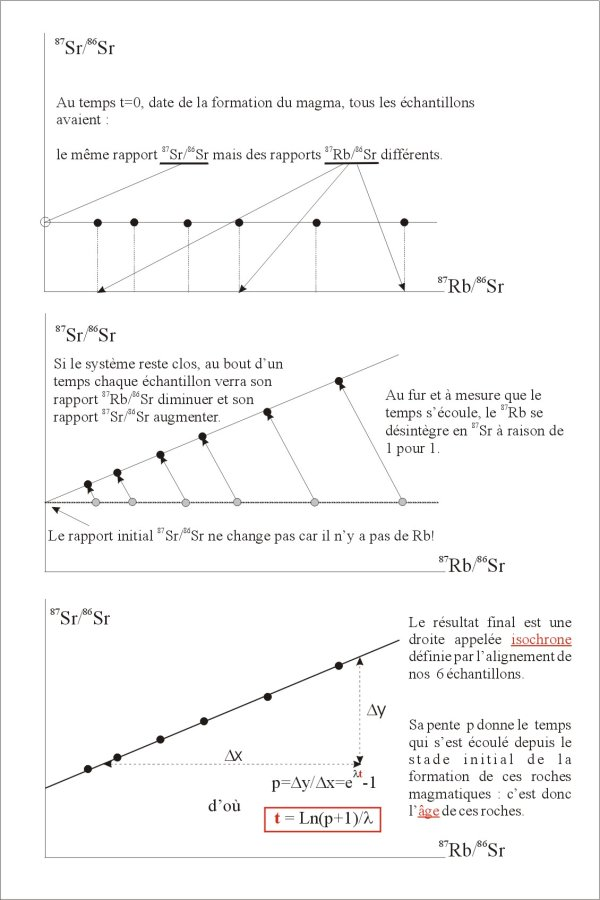 ⁸⁷Sr/⁸⁶Sr
Au temps t=0, date de la formation du magma, tous les échantillons
avaient :
le même rapport ⁸⁷Sr/⁸⁶Sr mais des rapports ⁸⁷Rb/⁸⁶Sr différents.
⁸⁷Rb/⁸⁶Sr
⁸⁷Sr/⁸⁶Sr
Si le système reste clos, au bout d’un
temps chaque échantillon verra son
rapport ⁸⁷Rb/⁸⁶Sr diminuer et son
rapport ⁸⁷Sr/⁸⁶Sr augmenter.
Au fur et à mesure que le
temps s’écoule, le ⁸⁷Rb se
désintègre en ⁸⁷Sr à raison de
1 pour 1.
Le rapport initial ⁸⁷Sr/⁸⁶Sr ne change pas car il n’y a pas de Rb!
⁸⁷Rb/⁸⁶Sr
⁸⁷Sr/⁸⁶Sr
Le résultat final est une
droite appelée isochrone
définie par l’alignement de
nos 6 échantillons.
Δy
Δx
Sa pente p donne le temps
qui s’est écoulé depuis le
stade initial de la
formation de ces roches
magmatiques : c’est donc
l’âge de ces roches.
p=Δy/Δx=e^λt-1
d’où
t = Ln(p+1)/λ
⁸⁷Rb/⁸⁶Sr